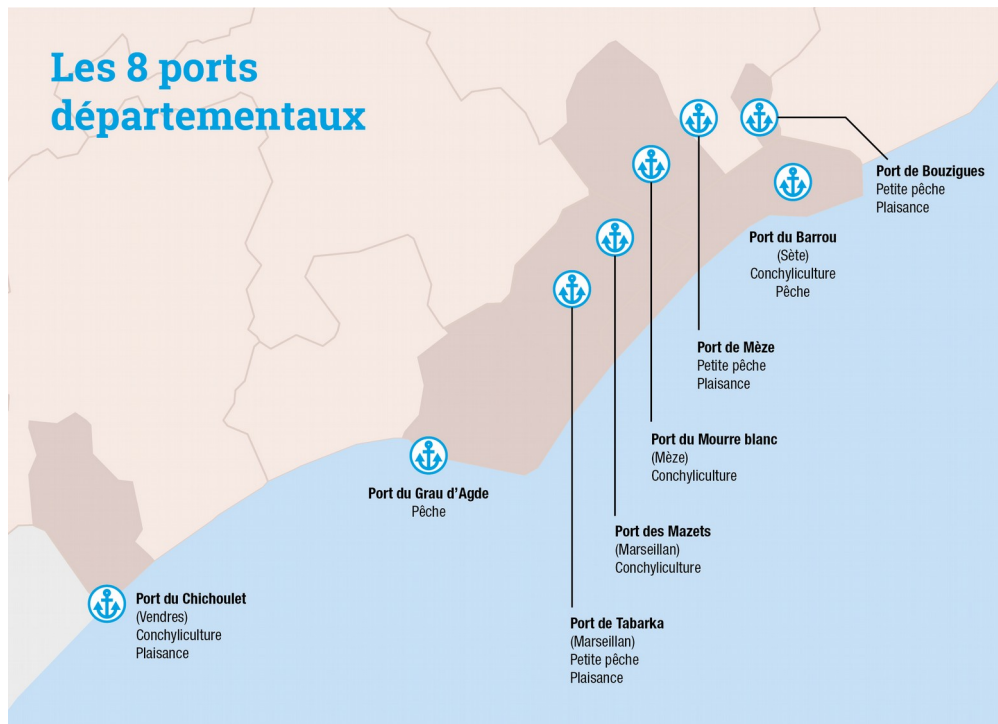 Les 8 ports
départementaux
Port de Bouzigues
Petite pêche
Plaisance
Port du Barrou
(Sète)
Conchyliculture
Pêche
Port de Mèze
Petite pêche
Plaisance
Port du Mourre blanc
(Mèze)
Conchyliculture
Port du Grau d'Agde
Pêche
Port des Mazets
(Marseillan)
Conchyliculture
Port du Chichoulet
(Vendres)
Conchyliculture
Plaisance
Port de Tabarka
(Marseillan)
Petite pêche
Plaisance